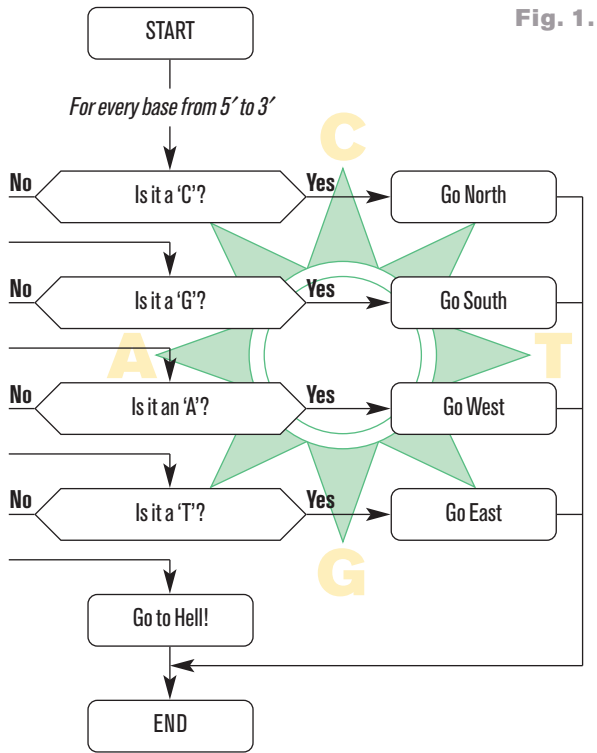 Fig. 1.
START
For every base from 5′ to 3′
C
No
Is it a ‘C’?
Yes
Go North
No
Is it a ‘G’?
Yes
Go South
A
T
No
Is it an ‘A’?
Yes
Go West
No
Is it a ‘T’?
Yes
Go East
G
Go to Hell!
END